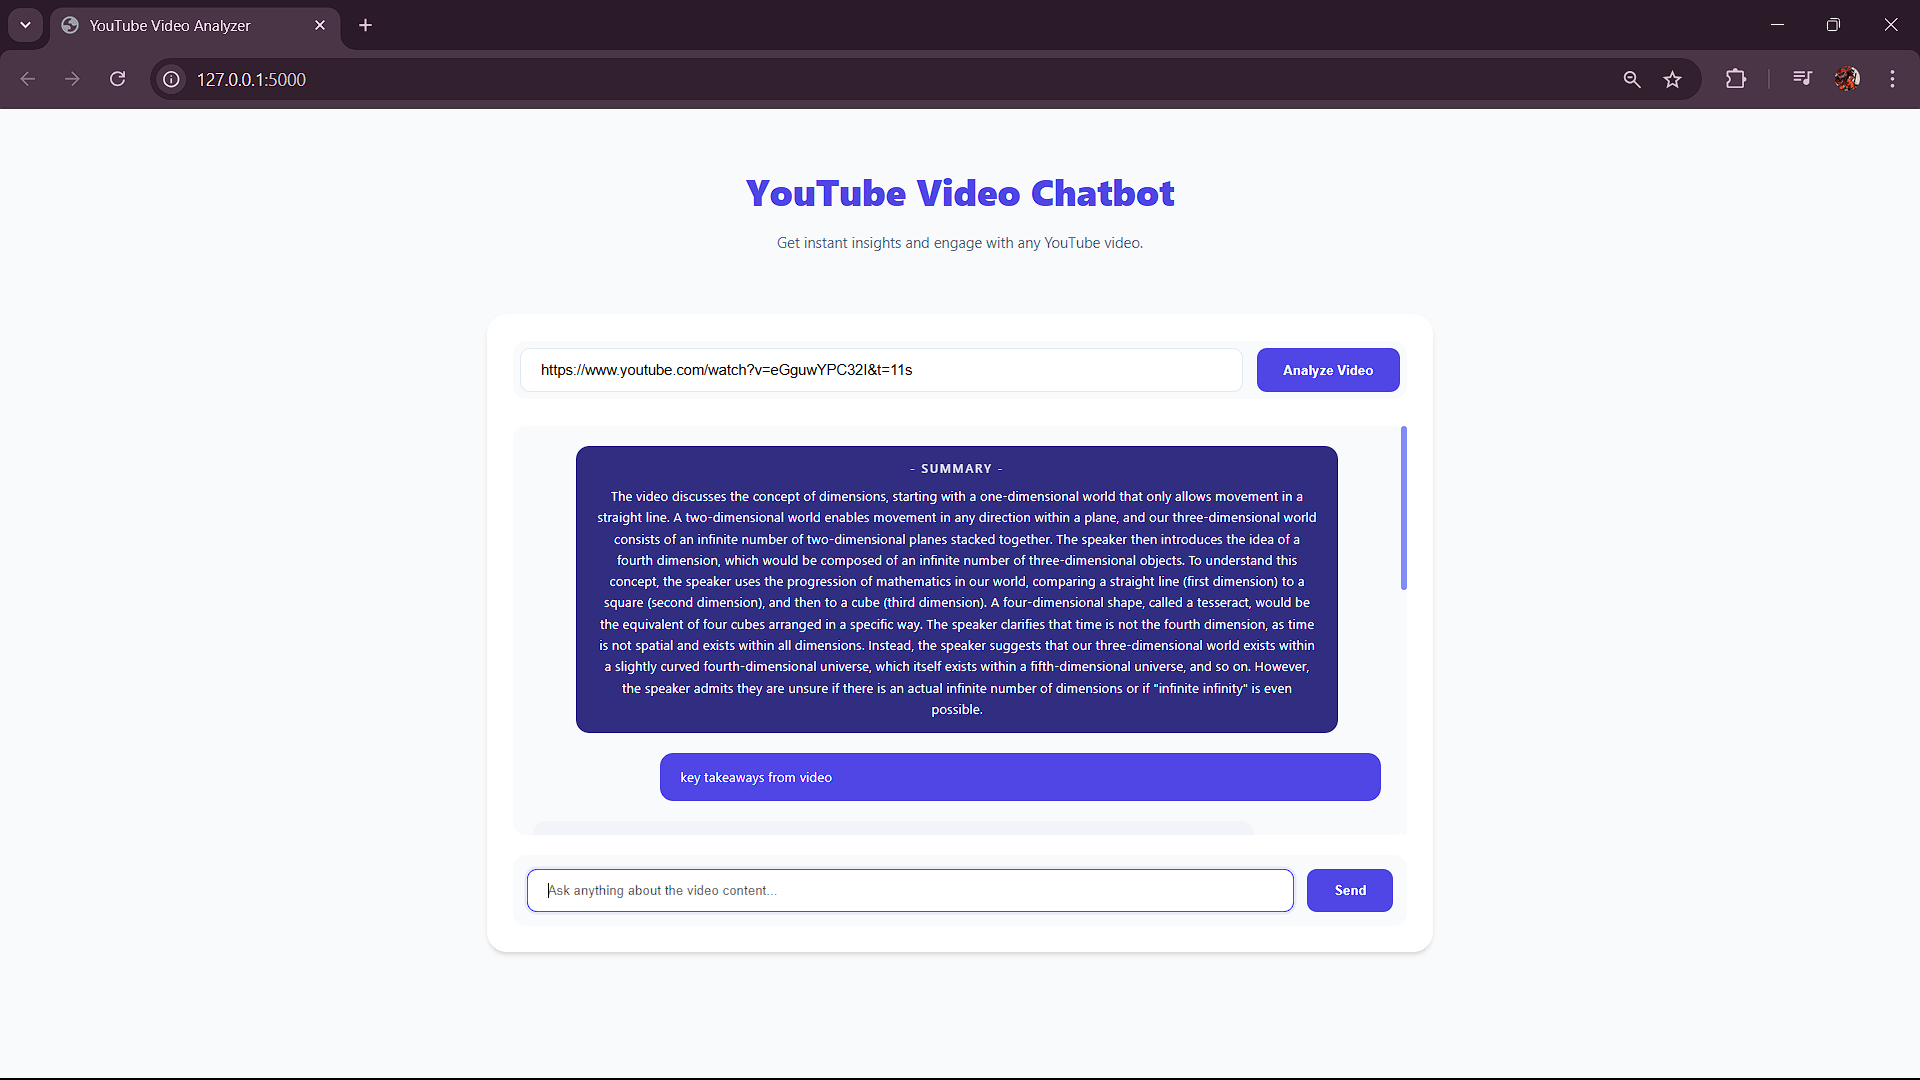 YouTube Video Analyzer
127.0.0.1:5000
YouTube Video Chatbot
Get instant insights and engage with any YouTube video.
https://www.youtube.com/watch?v=eGguwYPC32I&t=11s
Analyze Video
- SUMMARY -
The video discusses the concept of dimensions, starting with a one-dimensional world that only allows movement in a
straight line. A two-dimensional world enables movement in any direction within a plane, and our three-dimensional world
consists of an infinite number of two-dimensional planes stacked together. The speaker then introduces the idea of a
fourth dimension, which would be composed of an infinite number of three-dimensional objects. To understand this
concept, the speaker uses the progression of mathematics in our world, comparing a straight line (first dimension) to a
square (second dimension), and then to a cube (third dimension). A four-dimensional shape, called a tesseract, would be
the equivalent of four cubes arranged in a specific way. The speaker clarifies that time is not the fourth dimension, as time
is not spatial and exists within all dimensions. Instead, the speaker suggests that our three-dimensional world exists within
a slightly curved fourth-dimensional universe, which itself exists within a fifth-dimensional universe, and so on. However,
the speaker admits they are unsure if there is an actual infinite number of dimensions or if "infinite infinity" is even
possible.
key takeaways from video
Ask anything about the video content...
Send